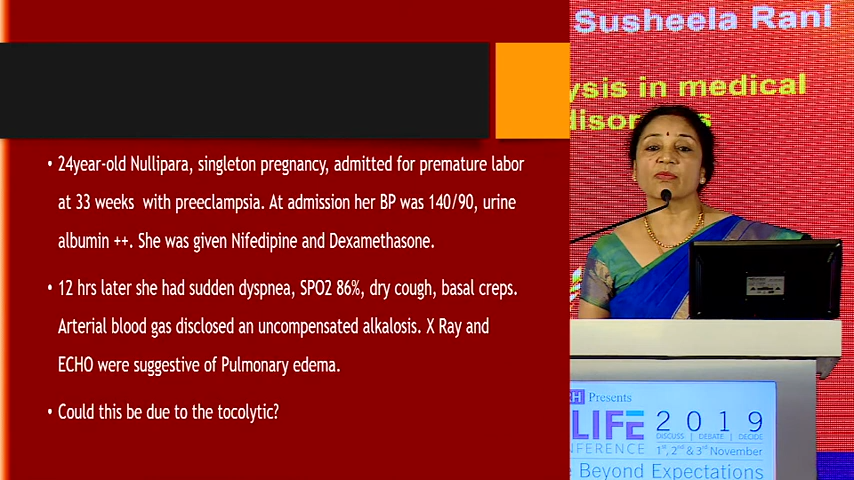 Susheela Rani
ysis in medical
disor
• 24year-old Nullipara, singleton pregnancy, admitted for premature labor
at 33 weeks with preeclampsia. At admission her BP was 140/90, urine
albumin ++. She was given Nifedipine and Dexamethasone.
• 12 hrs later she had sudden dyspnea, SPO2 86%, dry cough, basal creps.
Arterial blood gas disclosed an uncompensated alkalosis. X Ray and
ECHO were suggestive of Pulmonary edema.
• Could this be due to the tocolytic?
H Presents
LIFE 2019
DISCUSS | DEBATE | DECIDE
NFERENCE 1st, 2nd & 3rd November
Beyond Expectations